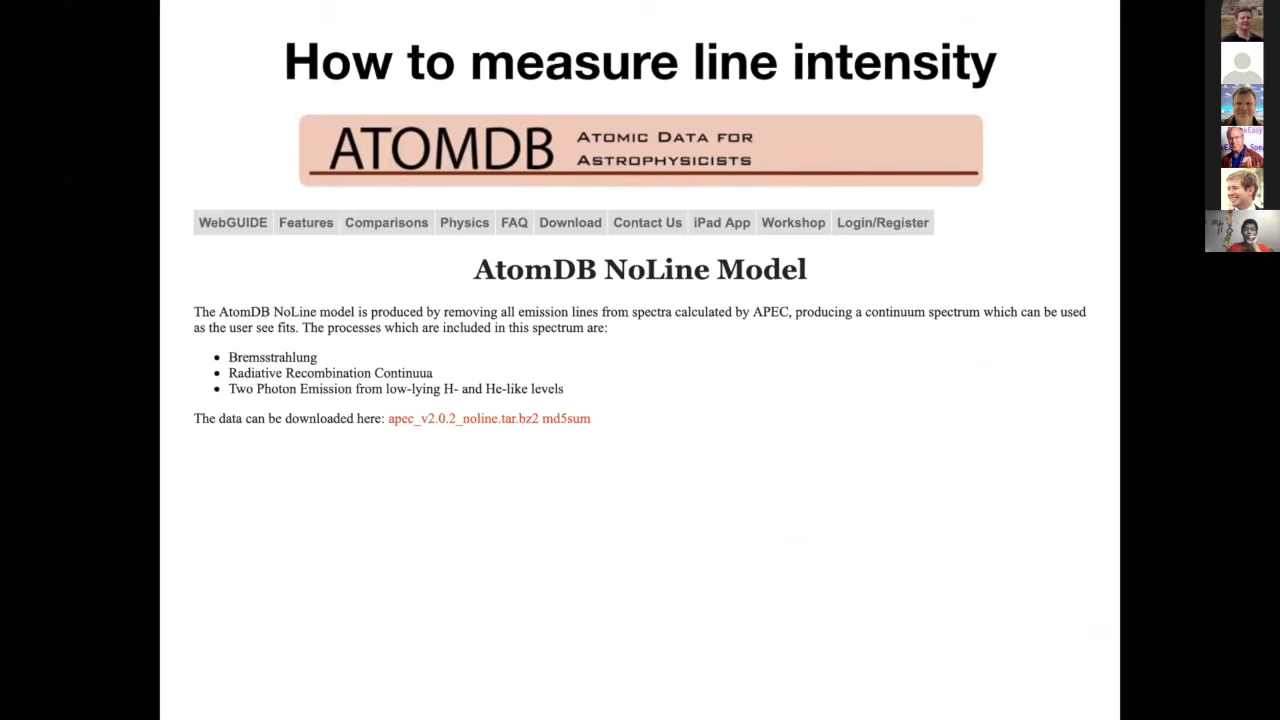 How to measure line intensity
ATOMDB
ATOMIC DATA FOR
ASTROPHYSICISTS
WebGUIDE Features Comparisons Physics FAQ Download Contact Us iPad App Workshop Login/Register
AtomDB NoLine Model
The AtomDB NoLine model is produced by removing all emission lines from spectra calculated by APEC, producing a continuum spectrum which can be used
as the user see fits. The processes which are included in this spectrum are:
• Bremsstrahlung
• Radiative Recombination Continuua
• Two Photon Emission from low-lying H- and He-like levels
The data can be downloaded here: apec_v2.0.2_noline.tar.bz2 md5sum